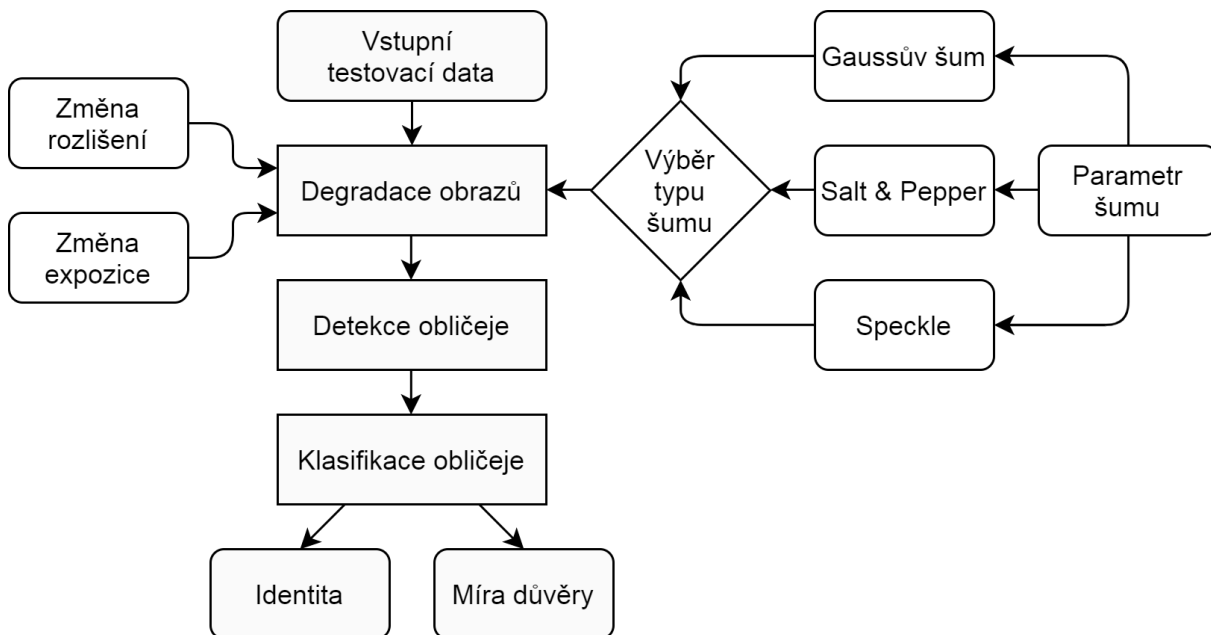 Vstupní
testovací data
Změna
rozlišení
Změna
expozice
Degradace obrazů
Detekce obličeje
Klasifikace obličeje
Identita
Míra důvěry
Výběr
typu
šumu
Gaussův šum
Salt & Pepper
Speckle
Parametr
šumu